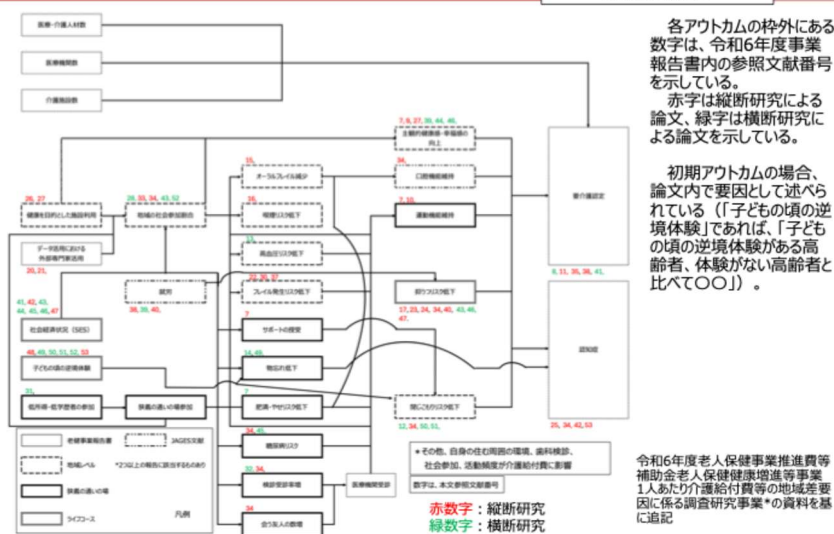 医療・介護人材数
医療機関数
介護施設数
7, 9, 27, 39, 44, 46,
主観的健康感・幸福感の
向上
15,
オーラルフレイル減少
34,
口腔機能維持
要介護認定
26, 27
健康を目的とした施設利用
28, 33, 34, 43, 52
地域の社会参加割合
16,
喫煙リスク低下
7, 10,
運動機能維持
データ活用における
外部専門家活用
20, 21,
高血圧リスク低下
8, 11, 35, 36, 41,
就労
38, 39, 40,
フレイル発生リスク低下
抑うつリスク低下
17, 23, 24, 34, 40, 43, 46,
47,
41, 42, 43,
44, 45, 46, 47
社会経済状況（SES）
7
サポートの授受
認知症
48, 49, 50, 51, 52, 53
子どもの頃の逆境体験
14, 49,
物忘れ低下
低所得・低学歴者の参加
狭義の通いの場参加
7
肥満・やせリスク低下
閉じこもりリスク低下
12, 34, 50, 51,
25, 34, 42, 53
老健事業報告書
JAGES文献
地域レベル
*2つ以上の報告に該当するものあり
狭義の通いの場
ライフコース
凡例
34, 45,
糖尿病リスク
32, 34,
検診受診率増
医療機関受診
34
会う友人の数増
*その他、自身の住む周囲の環境、歯科検診、
社会参加、活動頻度が介護給付費に影響
数字は、本文参照文献番号
赤数字：縦断研究
緑数字：横断研究
各アウトカムの枠外にある
数字は、令和6年度事業
報告書内の参照文献番号
を示している。
赤字は縦断研究による
論文、緑字は横断研究に
よる論文を示している。
初期アウトカムの場合、
論文内で要因として述べら
れている（「子どもの頃の逆
境体験」であれば、「子ども
の頃の逆境体験がある高
齢者、体験がない高齢者と
比べて〇〇」）。
令和6年度老人保健事業推進費等
補助金老人保健健康増進等事業
1人あたり介護給付費等の地域差要
因に係る調査研究事業*の資料を基
に追記